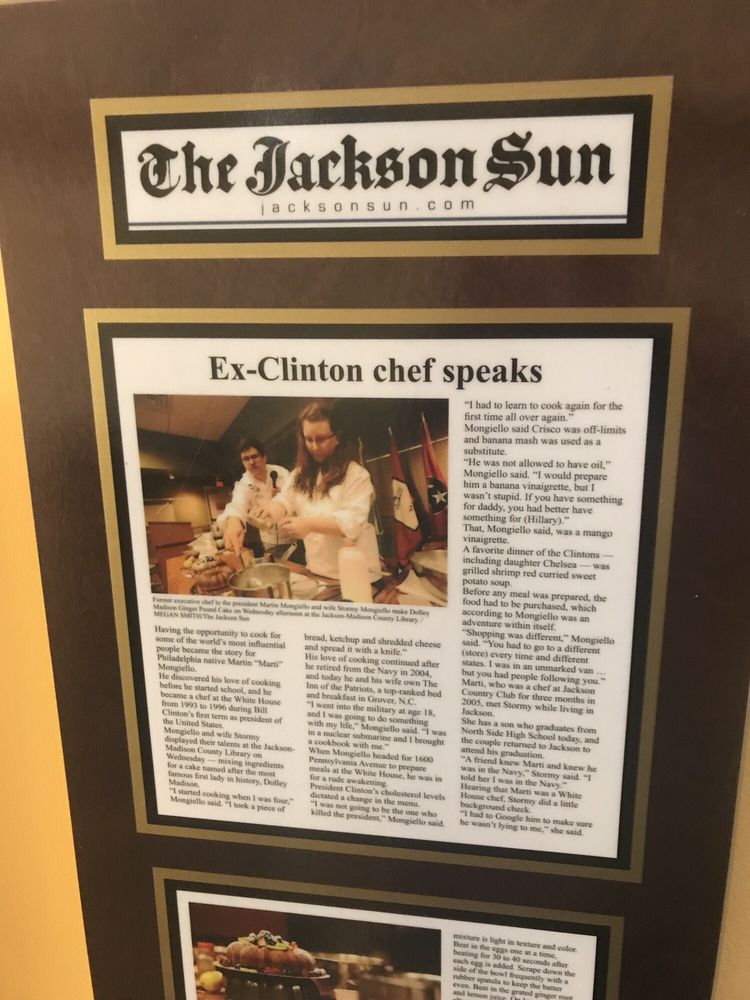 The Jackson Sun
jacksonsun.com
Ex-Clinton chef speaks
Former executive chef to the president Martin Mongiello and wife Stormy Mongiello make Dolley
Madison Ginger Pound Cake on Wednesday afternoon at the Jackson-Madison County Library. /
MEGAN SMITH/The Jackson Sun
Having the opportunity to cook for
some of the world's most influential
people became the story for
Philadelphia native Martin "Marti"
Mongiello.
He discovered his love of cooking
before he started school, and he
became a chef at the White House
from 1993 to 1996 during Bill
Clinton's first term as president of
the United States.
Mongiello and wife Stormy
displayed their talents at the Jackson-
Madison County Library on
Wednesday — mixing ingredients
for a cake named after the most
famous first lady in history, Dolley
Madison.
"I started cooking when I was four,"
Mongiello said. "I took a piece of
bread, ketchup and shredded cheese
and spread it with a knife."
His love of cooking continued after
he retired from the Navy in 2004,
and today he and his wife own The
Inn of the Patriots, a top-ranked bed
and breakfast in Grover, N.C.
"I went into the military at age 18,
and I was going to do something
with my life," Mongiello said. "I was
in a nuclear submarine and I brought
a cookbook with me."
When Mongiello headed for 1600
Pennsylvania Avenue to prepare
meals at the White House, he was in
for a rude awakening.
President Clinton's cholesterol levels
dictated a change in the menu.
"I was not going to be the one who
killed the president," Mongiello said.
"I had to learn to cook again for the
first time all over again."
Mongiello said Crisco was off-limits
and banana mash was used as a
substitute.
"He was not allowed to have oil,"
Mongiello said. "I would prepare
him a banana vinaigrette, but I
wasn't stupid. If you have something
for daddy, you had better have
something for (Hillary)."
That, Mongiello said, was a mango
vinaigrette.
A favorite dinner of the Clintons —
including daughter Chelsea — was
grilled shrimp red curried sweet
potato soup.
Before any meal was prepared, the
food had to be purchased, which
according to Mongiello was an
adventure within itself.
"Shopping was different," Mongiello
said. "You had to go to a different
(store) every time and different
states. I was in an unmarked van ...
but you had people following you."
Marti, who was a chef at Jackson
Country Club for three months in
2005, met Stormy while living in
Jackson.
She has a son who graduates from
North Side High School today, and
the couple returned to Jackson to
attend his graduation.
"A friend knew Marti and knew he
was in the Navy," Stormy said. "I
told her I was in the Navy."
Hearing that Marti was a White
House chef, Stormy did a little
background check.
"I had to Google him to make sure
he wasn't lying to me," she said.
mixture is light in texture and color.
Beat in the eggs one at a time,
beating for 30 to 40 seconds after
each egg is added. Scrape down the
side of the bowl frequently with a
rubber spatula to keep the batter
even. Beat in the grated ginger root
and lemon juice.